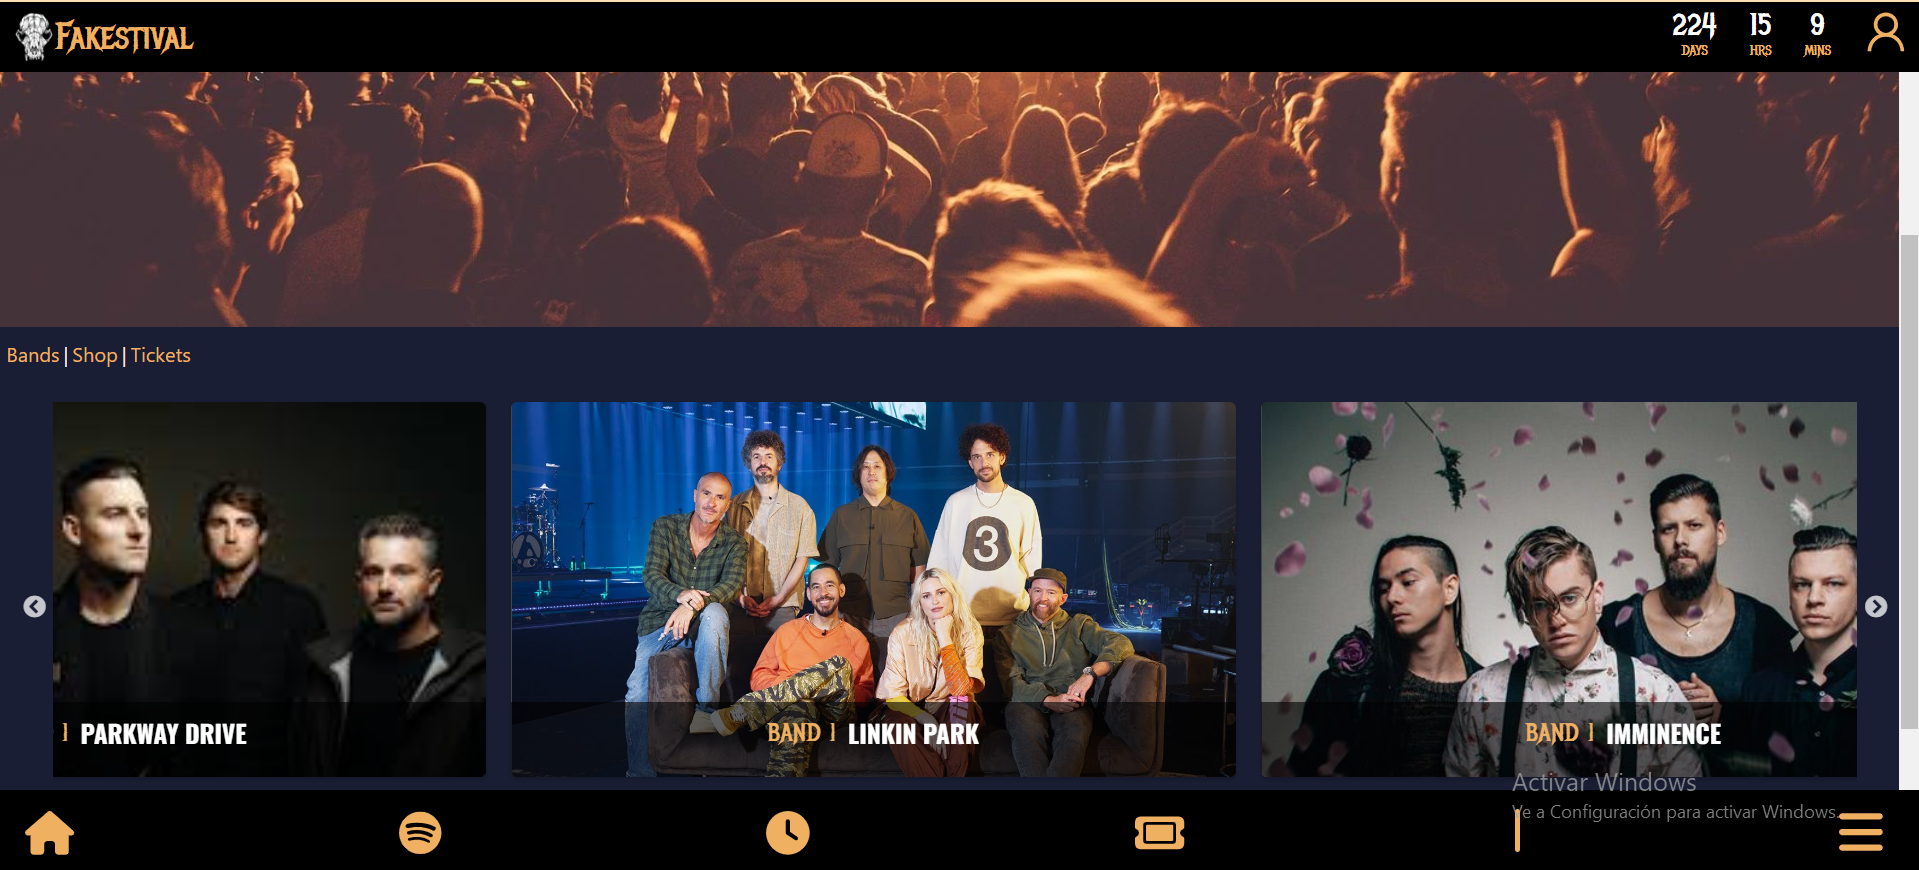 FAKESTIVAL
224 15 9
DAYS HRS MINS
Bands | Shop | Tickets
3
| PARKWAY DRIVE
BAND | LINKIN PARK
BAND | IMMINENCE
Activar Windows
Ve a Configuración para activar Windows.